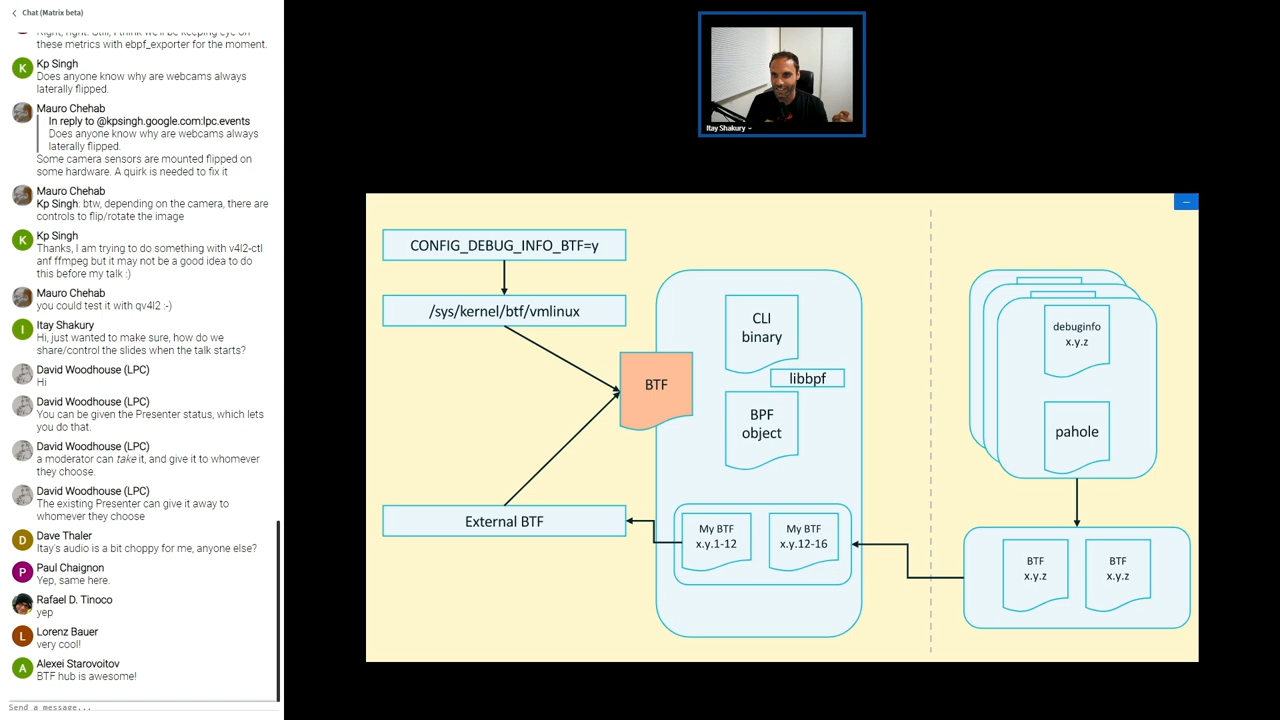 Chat (Matrix beta)
Right, right. Still, I think we'll be keeping eye on
these metrics with ebpf_exporter for the moment.
K
Kp Singh
Does anyone know why are webcams always
laterally flipped.
Mauro Chehab
In reply to @kpsingh.google.com:lpc.events
Does anyone know why are webcams always
laterally flipped.
Some camera sensors are mounted flipped on
some hardware. A quirk is needed to fix it
Mauro Chehab
Kp Singh: btw, depending on the camera, there are
controls to flip/rotate the image
K
Kp Singh
Thanks, I am trying to do something with v4l2-ctl
anf ffmpeg but it may not be a good idea to do
this before my talk :)
Mauro Chehab
you could test it with qv4l2 :-)
I
Itay Shakury
Hi, just wanted to make sure, how do we
share/control the slides when the talk starts?
David Woodhouse (LPC)
Hi
David Woodhouse (LPC)
You can be given the Presenter status, which lets
you do that.
David Woodhouse (LPC)
a moderator can take it, and give it to whomever
they choose.
David Woodhouse (LPC)
The existing Presenter can give it away to
whomever they choose
D
Dave Thaler
Itay's audio is a bit choppy for me, anyone else?
P
Paul Chaignon
Yep, same here.
Rafael D. Tinoco
yep
L
Lorenz Bauer
very cool!
A
Alexei Starovoitov
BTF hub is awesome!
Send a message...
Itay Shakury
CONFIG_DEBUG_INFO_BTF=y
/sys/kernel/btf/vmlinux
BTF
External BTF
CLI
binary
libbpf
BPF
object
My BTF
x.y.1-12
My BTF
x.y.12-16
debuginfo
x.y.z
pahole
BTF
x.y.z
BTF
x.y.z